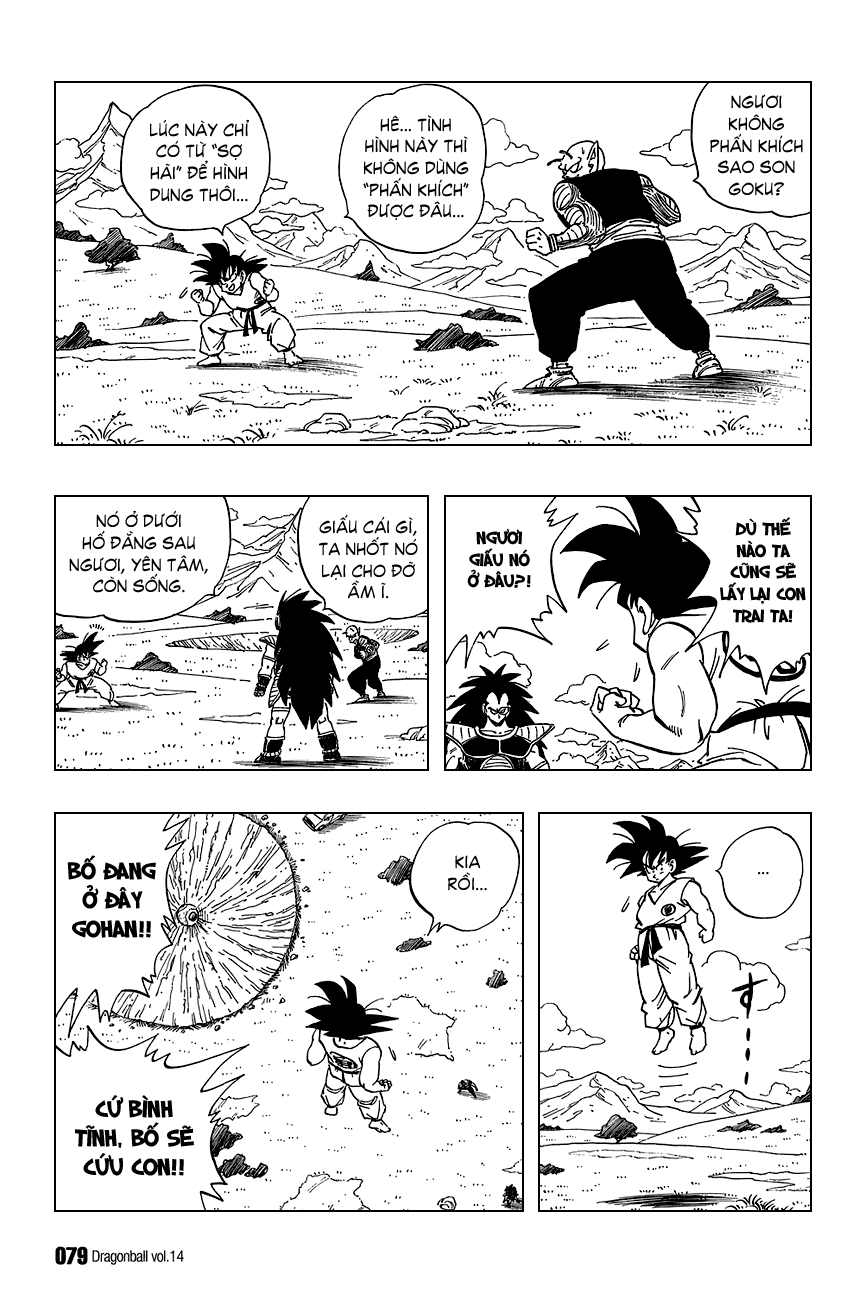 NGƯƠI
KHÔNG
PHẤN KHÍCH
SAO SON
GOKU?
HÊ... TÌNH
HÌNH NÀY THÌ
KHÔNG DÙNG
“PHẤN KHÍCH”
ĐƯỢC ĐÂU...
LÚC NÀY CHỈ
CÓ TỪ “SỢ
HÃI” ĐỂ HÌNH
DUNG THÔI...
DÙ THẾ
NÀO TA
CŨNG SẼ
LẤY LẠI CON
TRAI TA!
NGƯƠI
GIẤU NÓ
Ở ĐÂU?!
GIẤU CÁI GÌ,
TA NHỐT NÓ
LẠI CHO ĐỠ
ẦM Ĩ.
NÓ Ở DƯỚI
HỐ ĐẰNG SAU
NGƯƠI, YÊN TÂM,
CÒN SỐNG.
...
す
KIA
RỒI...
BỐ ĐANG
Ở ĐÂY
GOHAN!!
CỨ BÌNH
TĨNH, BỐ SẼ
CỨU CON!!
079 Dragonball vol.14